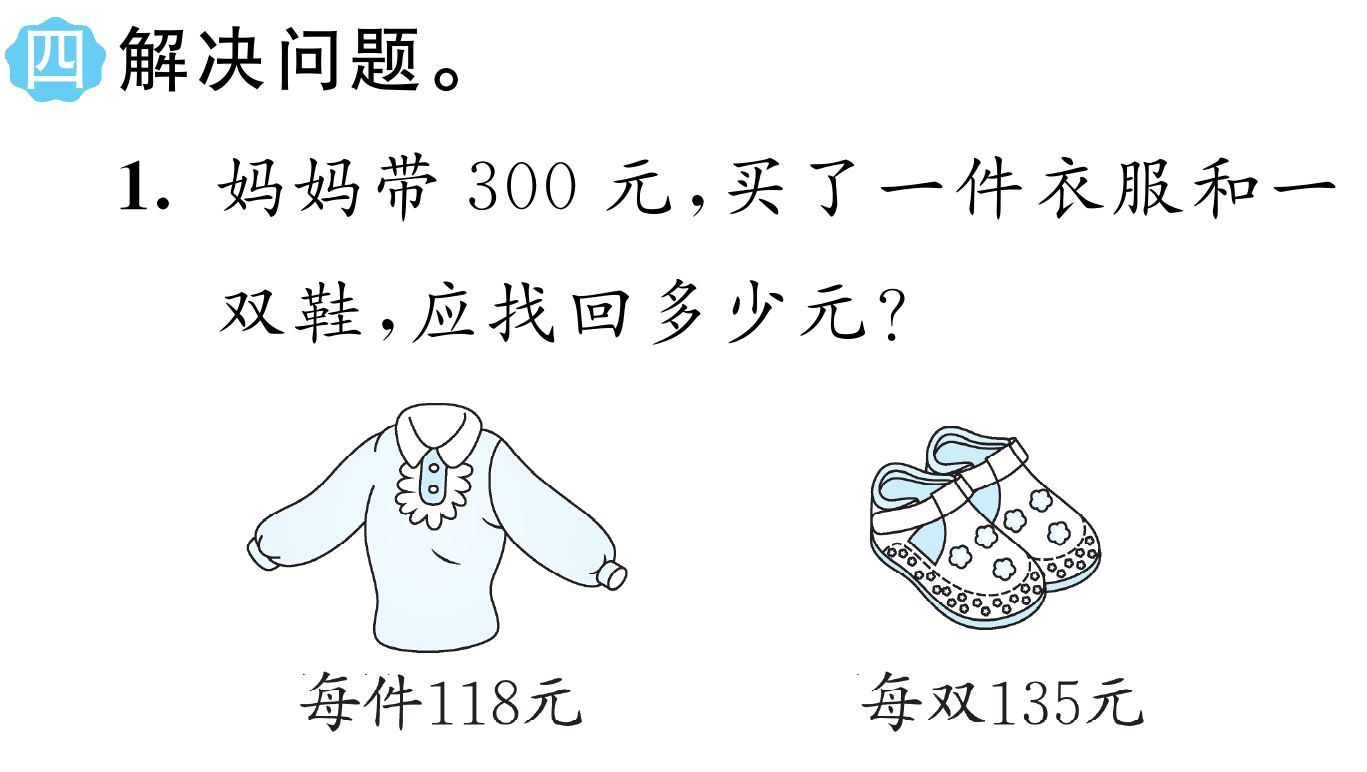 四 解决问题。
1. 妈妈带 300 元,买了一件衣服和一
双鞋,应找回多少元?
每件118元
每双135元